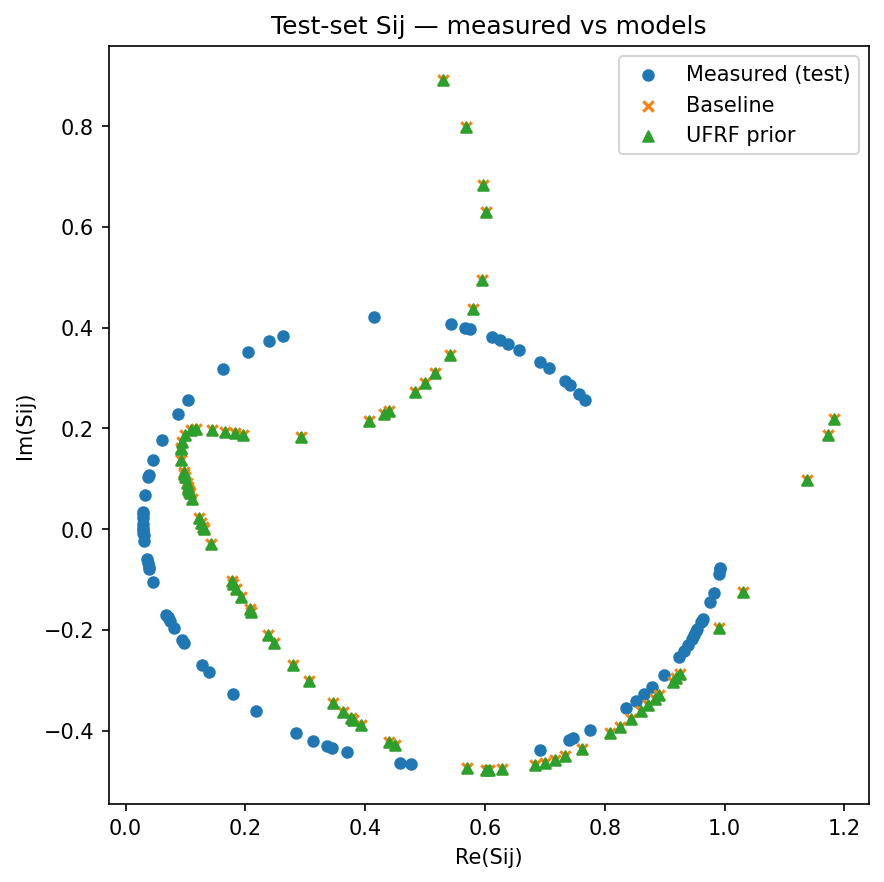 Test-set Sij — measured vs models
Measured (test)
Baseline
UFRF prior
Im(Sij)
0.8
0.6
0.4
0.2
0.0
−0.2
−0.4
0.0 0.2 0.4 0.6 0.8 1.0 1.2
Re(Sij)